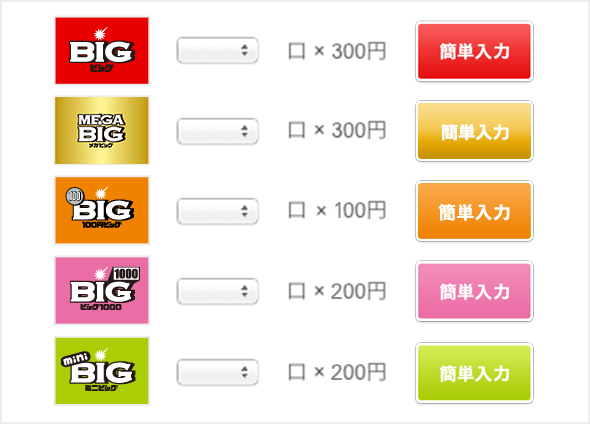 BIG
ビッグ
口 × 300円
簡単入力
MEGA
BIG
メガビッグ
口 × 300円
簡単入力
100
BIG
100円ビッグ
口 × 100円
簡単入力
1000
BIG
ビッグ1000
口 × 200円
簡単入力
mini
BIG
ミニビッグ
口 × 200円
簡単入力